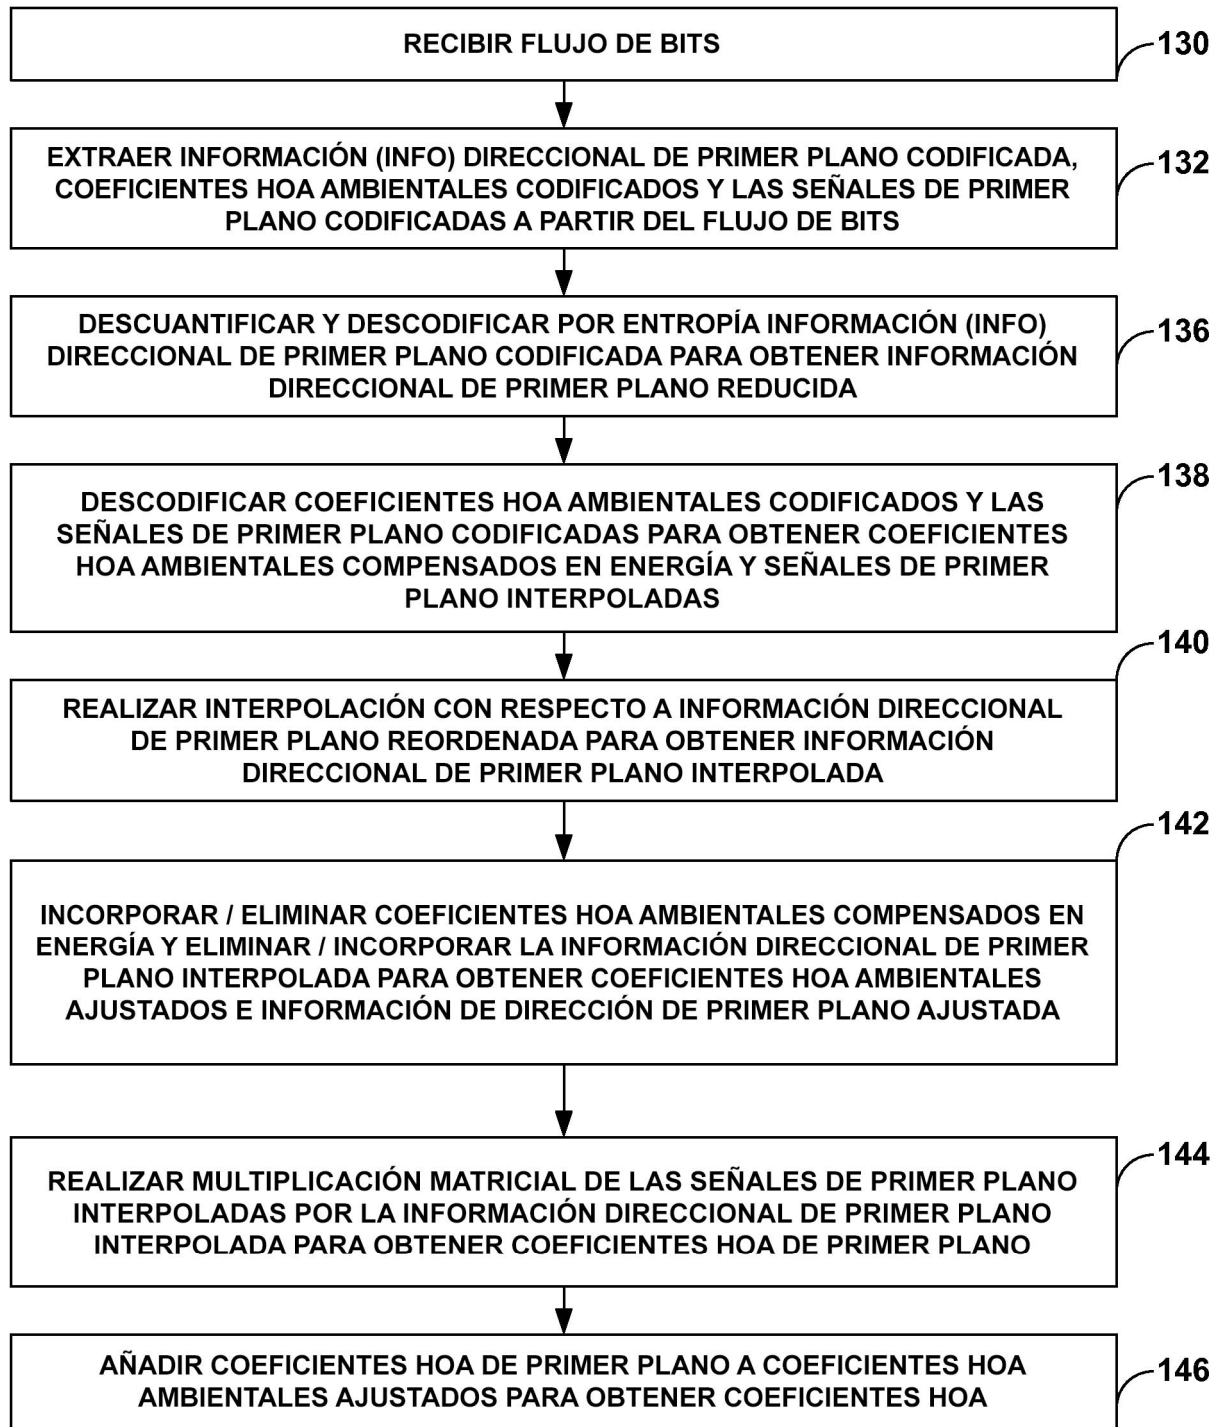 RECIBIR FLUJO DE BITS
130
EXTRAER INFORMACIÓN (INFO) DIRECCIONAL DE PRIMER PLANO CODIFICADA,
COEFICIENTES HOA AMBIENTALES CODIFICADOS Y LAS SEÑALES DE PRIMER
PLANO CODIFICADAS A PARTIR DEL FLUJO DE BITS
132
DESCUANTIFICAR Y DESCODIFICAR POR ENTROPÍA INFORMACIÓN (INFO)
DIRECCIONAL DE PRIMER PLANO CODIFICADA PARA OBTENER INFORMACIÓN
DIRECCIONAL DE PRIMER PLANO REDUCIDA
136
DESCODIFICAR COEFICIENTES HOA AMBIENTALES CODIFICADOS Y LAS
SEÑALES DE PRIMER PLANO CODIFICADAS PARA OBTENER COEFICIENTES
HOA AMBIENTALES COMPENSADOS EN ENERGÍA Y SEÑALES DE PRIMER
PLANO INTERPOLADAS
138
REALIZAR INTERPOLACIÓN CON RESPECTO A INFORMACIÓN DIRECCIONAL
DE PRIMER PLANO REORDENADA PARA OBTENER INFORMACIÓN
DIRECCIONAL DE PRIMER PLANO INTERPOLADA
140
INCORPORAR / ELIMINAR COEFICIENTES HOA AMBIENTALES COMPENSADOS EN
ENERGÍA Y ELIMINAR / INCORPORAR LA INFORMACIÓN DIRECCIONAL DE PRIMER
PLANO INTERPOLADA PARA OBTENER COEFICIENTES HOA AMBIENTALES
AJUSTADOS E INFORMACIÓN DE DIRECCIÓN DE PRIMER PLANO AJUSTADA
142
REALIZAR MULTIPLICACIÓN MATRICIAL DE LAS SEÑALES DE PRIMER PLANO
INTERPOLADAS POR LA INFORMACIÓN DIRECCIONAL DE PRIMER PLANO
INTERPOLADA PARA OBTENER COEFICIENTES HOA DE PRIMER PLANO
144
AÑADIR COEFICIENTES HOA DE PRIMER PLANO A COEFICIENTES HOA
AMBIENTALES AJUSTADOS PARA OBTENER COEFICIENTES HOA
146